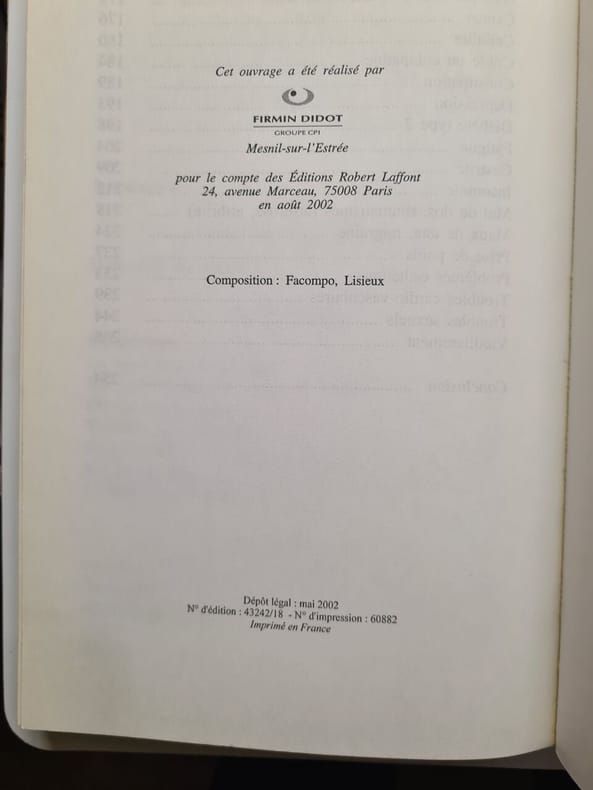 Cet ouvrage a été réalisé par
FIRMIN DIDOT
GROUPE CPI
Mesnil-sur-l'Estrée
pour le compte des Éditions Robert Laffont
24, avenue Marceau, 75008 Paris
en août 2002
Composition : Facompo, Lisieux
Dépôt légal : mai 2002
N° d'édition : 43242/18 - N° d'impression : 60882
Imprimé en France